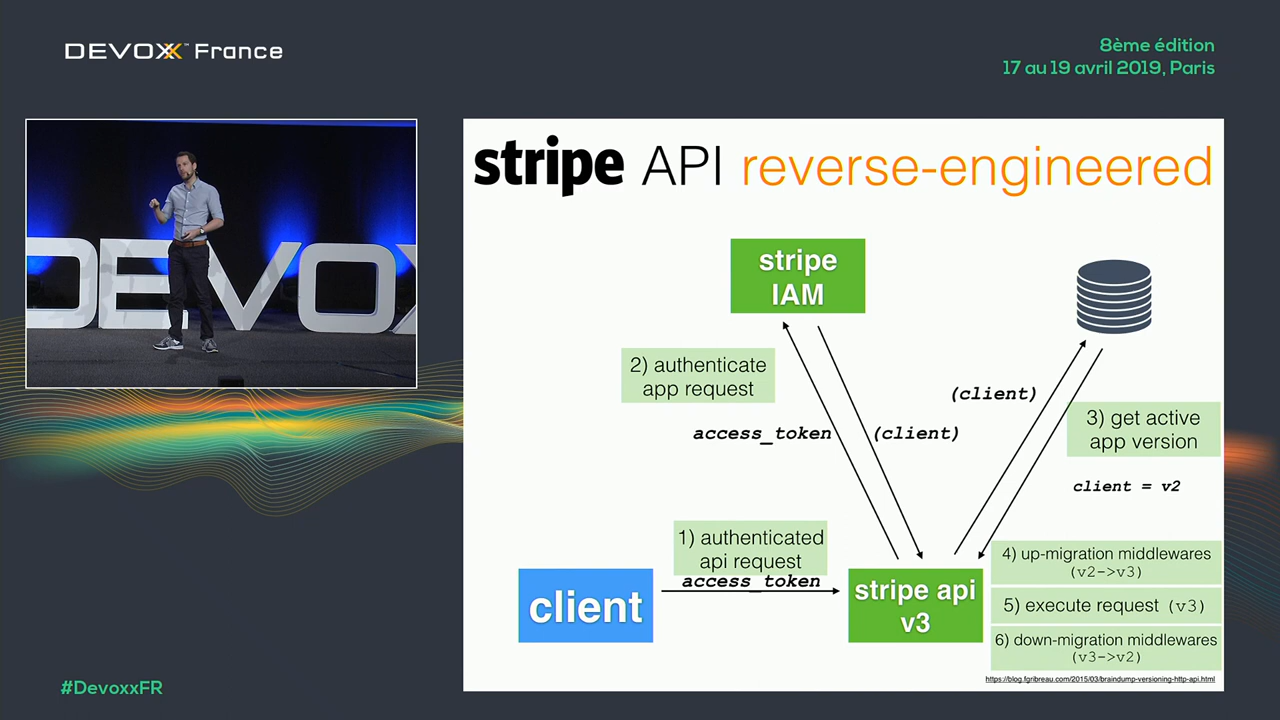 DEVOXX™ France
8ème édition
17 au 19 avril 2019, Paris
DEVOX
stripe API reverse-engineered
stripe
IAM
2) authenticate
app request
(client)
3) get active
app version
access_token
(client)
client = v2
1) authenticated
api request
access_token
client
stripe api
v3
4) up-migration middlewares
(v2->v3)
5) execute request (v3)
6) down-migration middlewares
(v3->v2)
https://blog.fgribreau.com/2015/03/braindump-versioning-http-api.html
#DevoxxFR